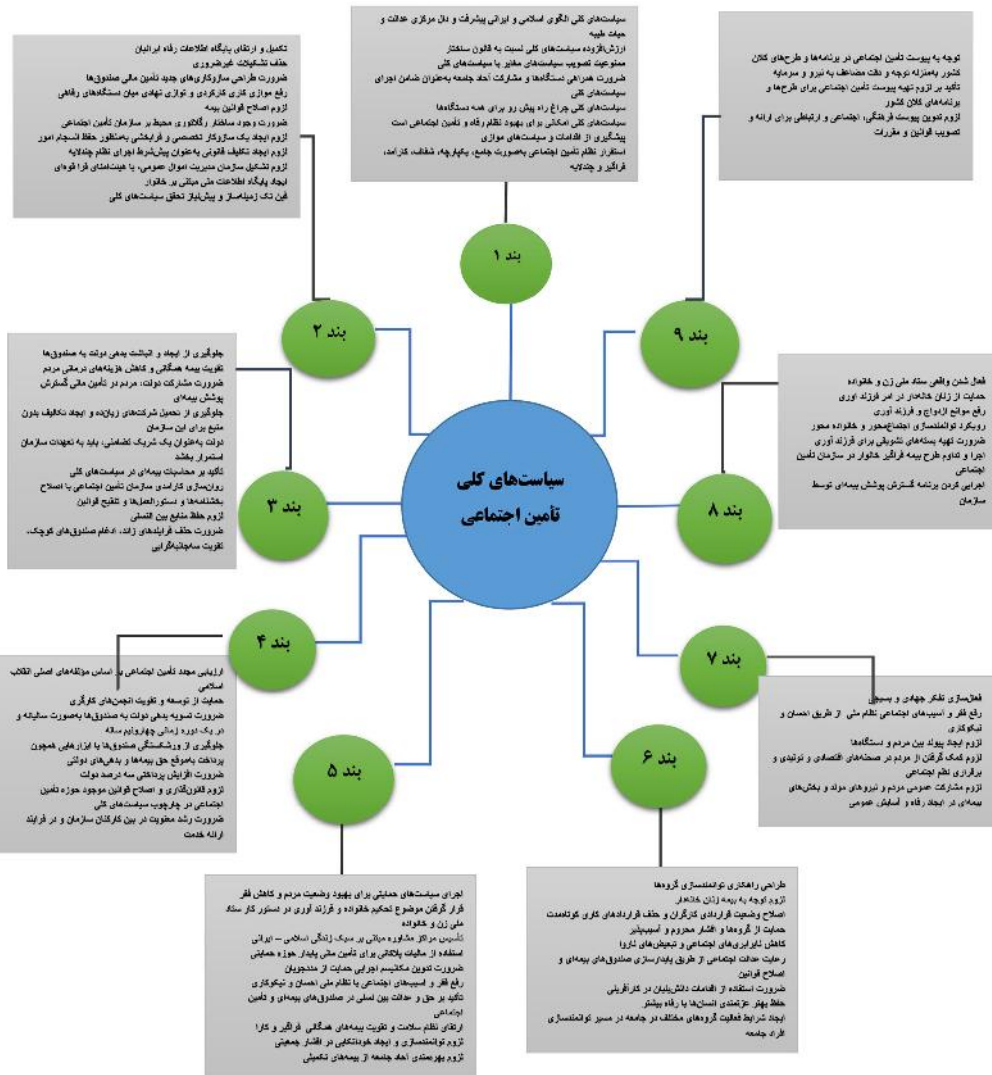 سیاست‌های کلی
تأمین اجتماعی
بند ۱
سیاست‌های کلی الگوی اسلامی و ایرانی پیشرفت و دال مرکزی عدالت و
حیات طیبه
ارزش‌افزوده سیاست‌های کلی نسبت به قانون ساختار
ممنوعیت تصویب سیاست‌های مغایر با سیاست‌های کلی
ضرورت همراهی دستگاه‌ها و مشارکت آحاد جامعه به‌عنوان ضامن اجرای
سیاست‌های کلی
سیاست‌های کلی چراغ راه پیش رو برای همه دستگاه‌ها
سیاست‌های کلی امکانی برای بهبود نظام رفاه و تأمین اجتماعی است
پیشگیری از اقدامات و سیاست‌های موازی
استقرار نظام تأمین اجتماعی به‌صورت جامع، یکپارچه، شفاف، کارآمد،
فراگیر و چندلایه
بند ۲
تکمیل و ارتقای پایگاه اطلاعات رفاه ایرانیان
حذف تشکیلات غیرضروری
ضرورت طراحی سازوکارهای جدید تأمین مالی صندوق‌ها
رفع موازی کاری کارکردی و توازی نهادی میان دستگاه‌های رفاهی
لزوم اصلاح قوانین بیمه
ضرورت وجود ساختار رگلاتوری محیط بر سازمان تأمین اجتماعی
لزوم ایجاد یک سازوکار تخصصی و فرابخشی به‌منظور حفظ انسجام امور
لزوم ایجاد تکلیف قانونی به‌عنوان پیش‌شرط اجرای نظام چندلایه
لزوم تشکیل سازمان مدیریت اموال عمومی، با هیئت‌امنای فرا قوه‌ای
ایجاد پایگاه اطلاعات ملی مبتنی بر خانوار
فین تک زمینه‌ساز و پیش‌نیاز تحقق سیاست‌های کلی
بند ۳
جلوگیری از ایجاد و انباشت بدهی دولت به صندوق‌ها
تقویت بیمه همگانی و کاهش هزینه‌های درمانی مردم
ضرورت مشارکت دولت، مردم در تأمین مالی گسترش
پوشش بیمه‌ای
جلوگیری از تحمیل شرکت‌های زیان‌ده و ایجاد تکالیف بدون
منبع برای این سازمان
دولت به‌عنوان یک شریک تضامنی، باید به تعهدات سازمان
استمرار بخشد
تأکید بر محاسبات بیمه‌ای در سیاست‌های کلی
روان‌سازی کارآمدی سازمان تأمین اجتماعی با اصلاح
بخشنامه‌ها و دستورالعمل‌ها و تنقیح قوانین
لزوم حفظ منابع بین النسلی
ضرورت حذف فرایندهای زائد، ادغام صندوق‌های کوچک،
تقویت سه‌جانبه‌گرایی
بند ۴
ارزیابی مجدد تأمین اجتماعی بر اساس مؤلفه‌های اصلی انقلاب
اسلامی
حمایت از توسعه و تقویت انجمن‌های کارگری
ضرورت تسویه بدهی دولت به صندوق‌ها به‌صورت سالیانه و
در یک دوره زمانی چهارونیم ساله
جلوگیری از ورشکستگی صندوق‌ها با ابزارهایی همچون
پرداخت به‌موقع حق بیمه‌ها و بدهی‌های دولتی
ضرورت افزایش پرداختی سه درصد دولت
لزوم قانون‌گذاری و اصلاح قوانین موجود حوزه تأمین
اجتماعی در چارچوب سیاست‌های کلی
ضرورت رشد معنویت در بین کارکنان سازمان و در فرایند
ارائه خدمت
بند ۵
اجرای سیاست‌های حمایتی برای بهبود وضعیت مردم و کاهش فقر
قرار گرفتن موضوع تحکیم خانواده و فرزند آوری در دستور کار ستاد
ملی زن و خانواده
تأسیس مراکز مشاوره مبتنی بر سبک زندگی اسلامی – ایرانی
استفاده از مالیات پلکانی برای تأمین مالی پایدار حوزه حمایتی
ضرورت تدوین مکانیسم اجرایی حمایت از مددجویان
رفع فقر و آسیب‌های اجتماعی با نظام ملی احسان و نیکوکاری
تأکید بر حق و عدالت بین نسلی در صندوق‌های بیمه‌ای و تأمین
اجتماعی
ارتقای نظام سلامت و تقویت بیمه‌های همگانی فراگیر و کارا
لزوم توانمندسازی و ایجاد خوداتکایی در اقشار جمعیتی
لزوم بهره‌مندی آحاد جامعه از بیمه‌های تکمیلی
بند ۶
طراحی راهکاری توانمندسازی گروه‌ها
لزوم توجه به بیمه زنان خانه‌دار
اصلاح وضعیت قراردادی کارگران و حذف قراردادهای کاری کوتاه‌مدت
حمایت از گروه‌ها و اقشار محروم و آسیب‌پذیر
کاهش نابرابری‌های اجتماعی و تبعیض‌های ناروا
رعایت عدالت اجتماعی از طریق پایدارسازی صندوق‌های بیمه‌ای و
اصلاح قوانین
ضرورت استفاده از اقدامات دانش‌بنیان در کارآفرینی
حفظ بهتر عزتمندی انسان‌ها با رفاه بیشتر
ایجاد شرایط فعالیت گروه‌های مختلف در جامعه در مسیر توانمندسازی
افراد جامعه
بند ۷
فعال‌سازی تفکر جهادی و بسیجی
رفع فقر و آسیب‌های اجتماعی نظام ملی از طریق احسان و
نیکوکاری
لزوم ایجاد پیوند بین مردم و دستگاه‌ها
لزوم کمک گرفتن از مردم در صحنه‌های اقتصادی و تولیدی و
برقراری نظم اجتماعی
لزوم مشارکت عمومی مردم و نیروهای مولد و بخش‌های
بیمه‌ای در ایجاد رفاه و آسایش عمومی
بند ۸
فعال شدن واقعی ستاد ملی زن و خانواده
حمایت از زنان خانه‌دار در امر فرزند آوری
رفع موانع ازدواج و فرزند آوری
رویکرد توانمندسازی اجتماع‌محور و خانواده محور
ضرورت تهیه بسته‌های تشویقی برای فرزند آوری
اجرا و تداوم طرح بیمه فراگیر خانوار در سازمان تأمین
اجتماعی
اجرایی کردن برنامه گسترش پوشش بیمه‌ای توسط
سازمان
بند ۹
توجه به پیوست تأمین اجتماعی در برنامه‌ها و طرح‌های کلان
کشور به‌منزله توجه و دقت مضاعف به نیرو و سرمایه
تأکید بر لزوم تهیه پیوست تأمین اجتماعی برای طرح‌ها و
برنامه‌های کلان کشور
لزوم تدوین پیوست فرهنگی، اجتماعی و ارتباطی برای ارائه و
تصویب قوانین و مقررات